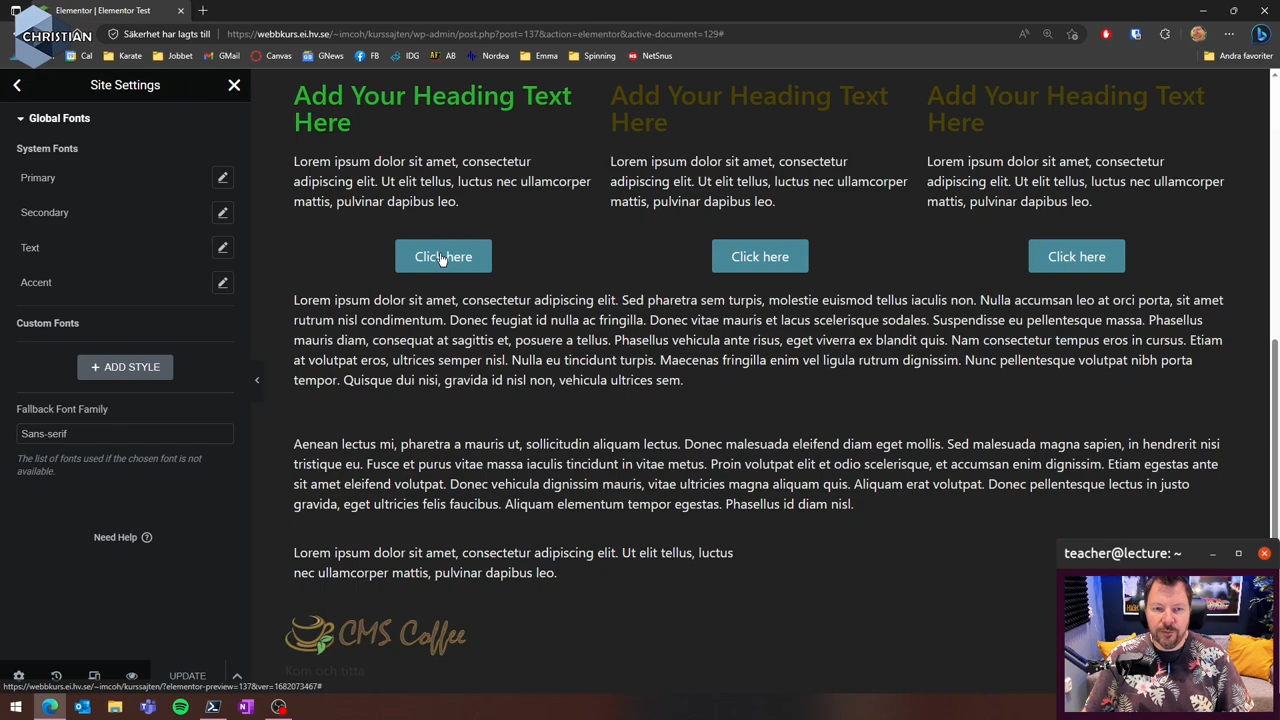 Elementor | Elementor Test
CHRISTIAN
Säkerhet har lagts till
https://webbkurs.ei.hv.se/~imcoh/kurssajten/wp-admin/post.php?post=137&action=elementor&active-document=129#
Cal
Karate
Jobbet
GMail
Canvas
GNews
FB
IDG
AB
Nordea
Emma
Spinning
NetSnus
Andra favoriter
Site Settings
Global Fonts
System Fonts
Primary
Secondary
Text
Accent
Custom Fonts
+ ADD STYLE
Fallback Font Family
Sans-serif
The list of fonts used if the chosen font is not
available.
Need Help
UPDATE
https://webbkurs.ei.hv.se/~imcoh/kurssajten/?elementor-preview=137&ver=1682073467#
Add Your Heading Text
Here
Lorem ipsum dolor sit amet, consectetur
adipiscing elit. Ut elit tellus, luctus nec ullamcorper
mattis, pulvinar dapibus leo.
Click here
Add Your Heading Text
Here
Lorem ipsum dolor sit amet, consectetur
adipiscing elit. Ut elit tellus, luctus nec ullamcorper
mattis, pulvinar dapibus leo.
Click here
Add Your Heading Text
Here
Lorem ipsum dolor sit amet, consectetur
adipiscing elit. Ut elit tellus, luctus nec ullamcorper
mattis, pulvinar dapibus leo.
Click here
Lorem ipsum dolor sit amet, consectetur adipiscing elit. Sed pharetra sem turpis, molestie euismod tellus iaculis non. Nulla accumsan leo at orci porta, sit amet
rutrum nisl condimentum. Donec feugiat id nulla ac fringilla. Donec vitae mauris et lacus scelerisque sodales. Suspendisse eu pellentesque massa. Phasellus
mauris diam, consequat at sagittis et, posuere a tellus. Phasellus vehicula ante risus, eget viverra ex blandit quis. Nam consectetur tempus eros in cursus. Etiam
at volutpat eros, ultrices semper nisl. Nulla eu tincidunt turpis. Maecenas fringilla enim vel ligula rutrum dignissim. Nunc pellentesque volutpat nibh porta
tempor. Quisque dui nisi, gravida id nisl non, vehicula ultrices sem.
Aenean lectus mi, pharetra a mauris ut, sollicitudin aliquam lectus. Donec malesuada eleifend diam eget mollis. Sed malesuada magna sapien, in hendrerit nisi
tristique eu. Fusce et purus vitae massa iaculis tincidunt in vitae metus. Proin volutpat elit et odio scelerisque, et accumsan enim dignissim. Etiam egestas ante
sit amet eleifend volutpat. Donec vehicula dignissim mauris, vitae ultricies magna aliquam quis. Aliquam erat volutpat. Donec pellentesque lectus in justo
gravida, eget ultricies felis faucibus. Aliquam elementum tempor egestas. Phasellus id diam nisl.
Lorem ipsum dolor sit amet, consectetur adipiscing elit. Ut elit tellus, luctus
nec ullamcorper mattis, pulvinar dapibus leo.
CMS Coffee
Kom och titta
teacher@lecture: ~